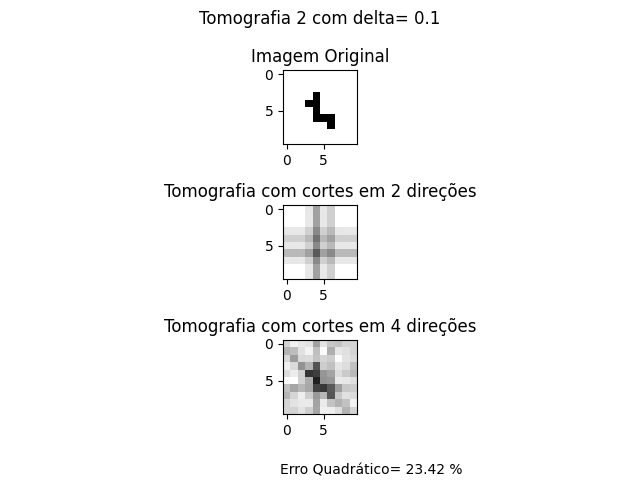 Tomografia 2 com delta= 0.1
Imagem Original
0
5
0 5
Tomografia com cortes em 2 direções
0
5
0 5
Tomografia com cortes em 4 direções
0
5
0 5
Erro Quadrático= 23.42 %